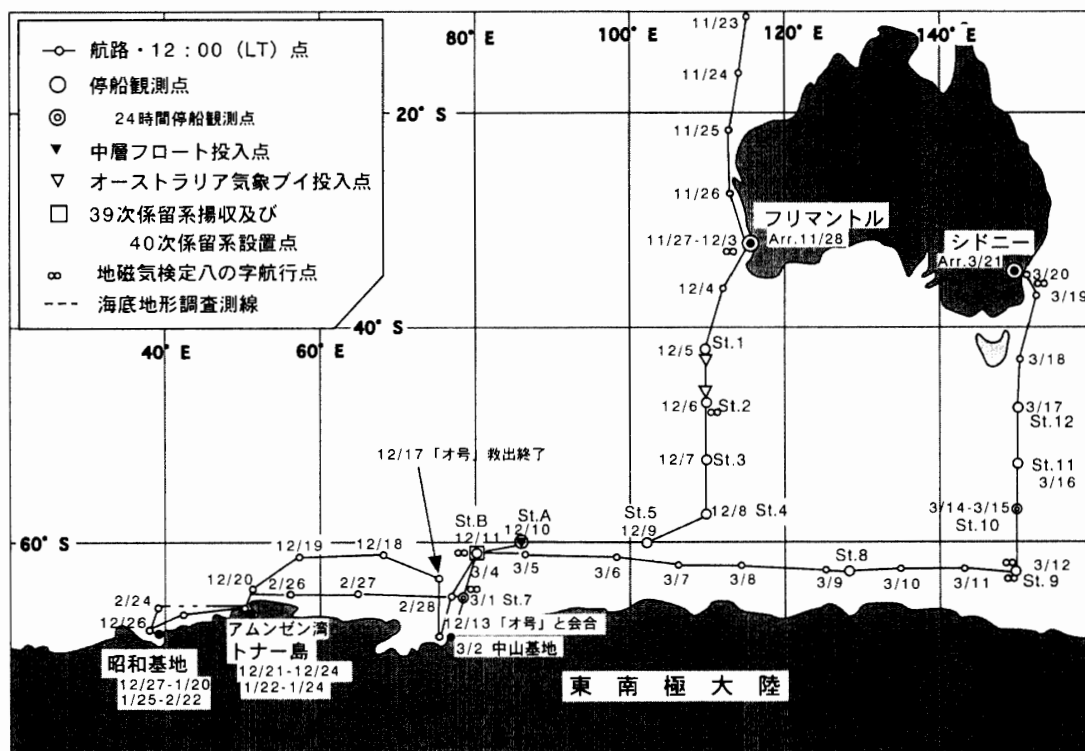 航路・12：00（LT）点
停船観測点
24時間停船観測点
中層フロート投入点
オーストラリア気象ブイ投入点
39次係留系揚収及び
40次係留系設置点
地磁気検定八の字航行点
海底地形調査測線
80° E
100° E
120° E
140° E
20° S
40° S
40° E
60° E
60° S
11/23
11/24
11/25
11/26
フリマントル
11/27-12/3
Arr.11/28
シドニー
Arr.3/21
3/20
3/19
12/4
12/5
St.1
3/18
12/6
St.2
3/17
St.12
12/17「オ号」救出終了
12/7
St.3
St.11
3/16
12/8 St.4
3/14-3/15
St.10
St.B
12/11
St.A
12/10
St.5
12/9
12/19
12/18
3/4
3/5
3/6
3/7
3/8
St.8
3/9
3/10
3/11
3/12
St.9
12/20
2/26
2/27
2/28
3/1 St.7
2/24
12/26
12/13「オ号」と会合
3/2 中山基地
アムンゼン湾
トナー島
12/21-12/24
1/22-1/24
昭和基地
12/27-1/20
1/25-2/22
東南極大陸